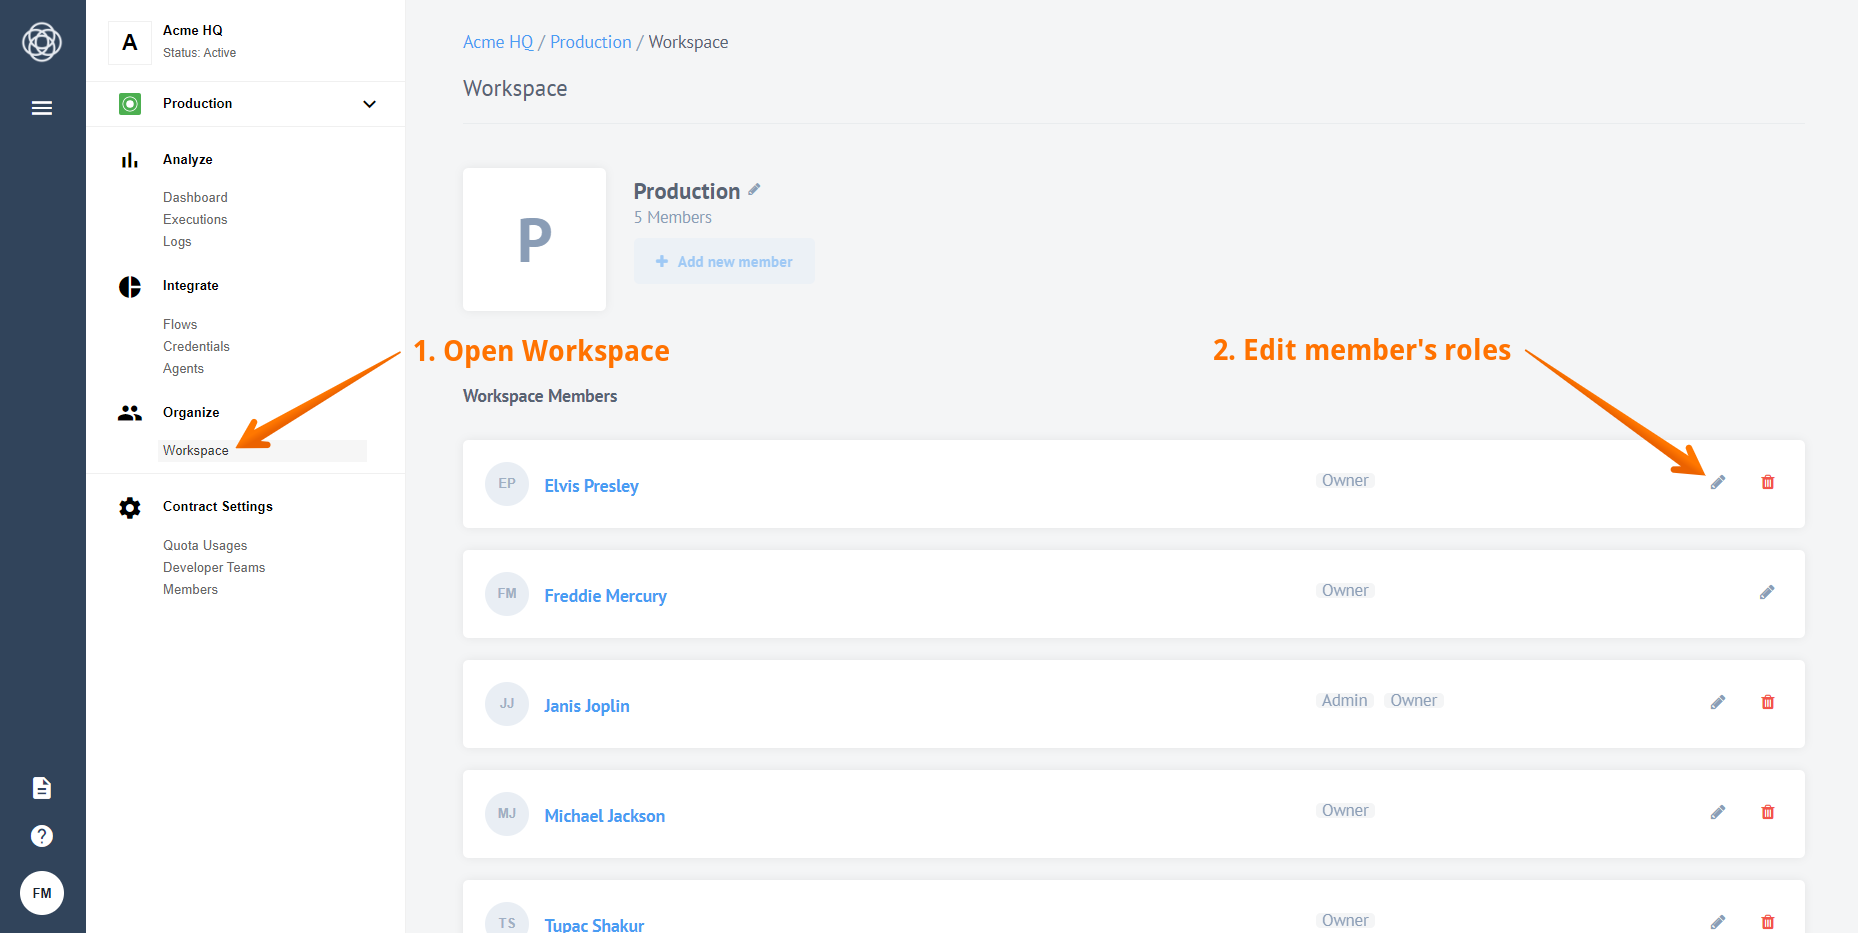 A
Acme HQ
Status: Active
Production
Analyze
Dashboard
Executions
Logs
Integrate
Flows
Credentials
Agents
Organize
Workspace
Contract Settings
Quota Usages
Developer Teams
Members
?
FM
Acme HQ / Production / Workspace
Workspace
P
Production
5 Members
+ Add new member
1. Open Workspace
2. Edit member's roles
Workspace Members
EP Elvis Presley Owner
FM Freddie Mercury Owner
JJ Janis Joplin Admin Owner
MJ Michael Jackson Owner
TS Tupac Shakur Owner